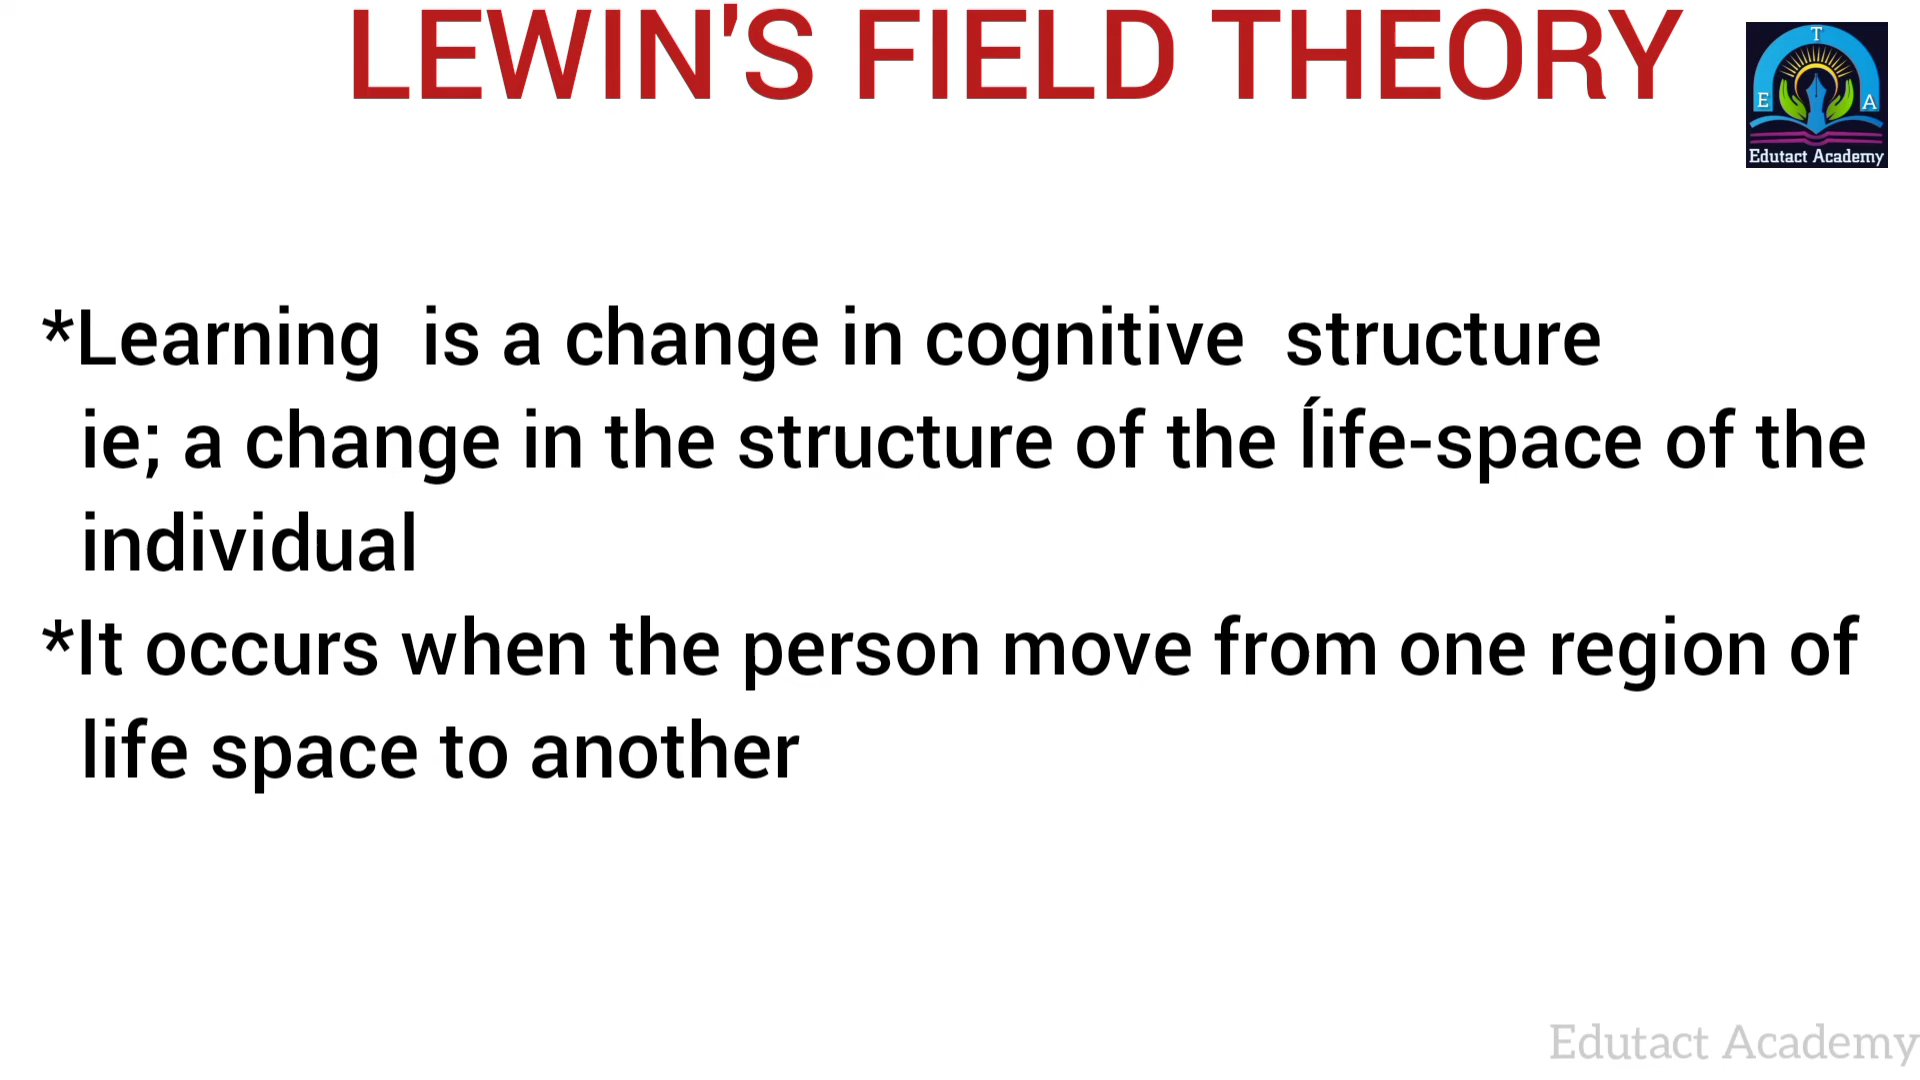 LEWIN'S FIELD THEORY
T
E A
Edutact Academy
*Learning  is a change in cognitive  structure
ie; a change in the structure of the ĺife-space of the
individual
*It occurs when the person move from one region of
life space to another
Edutact Academy